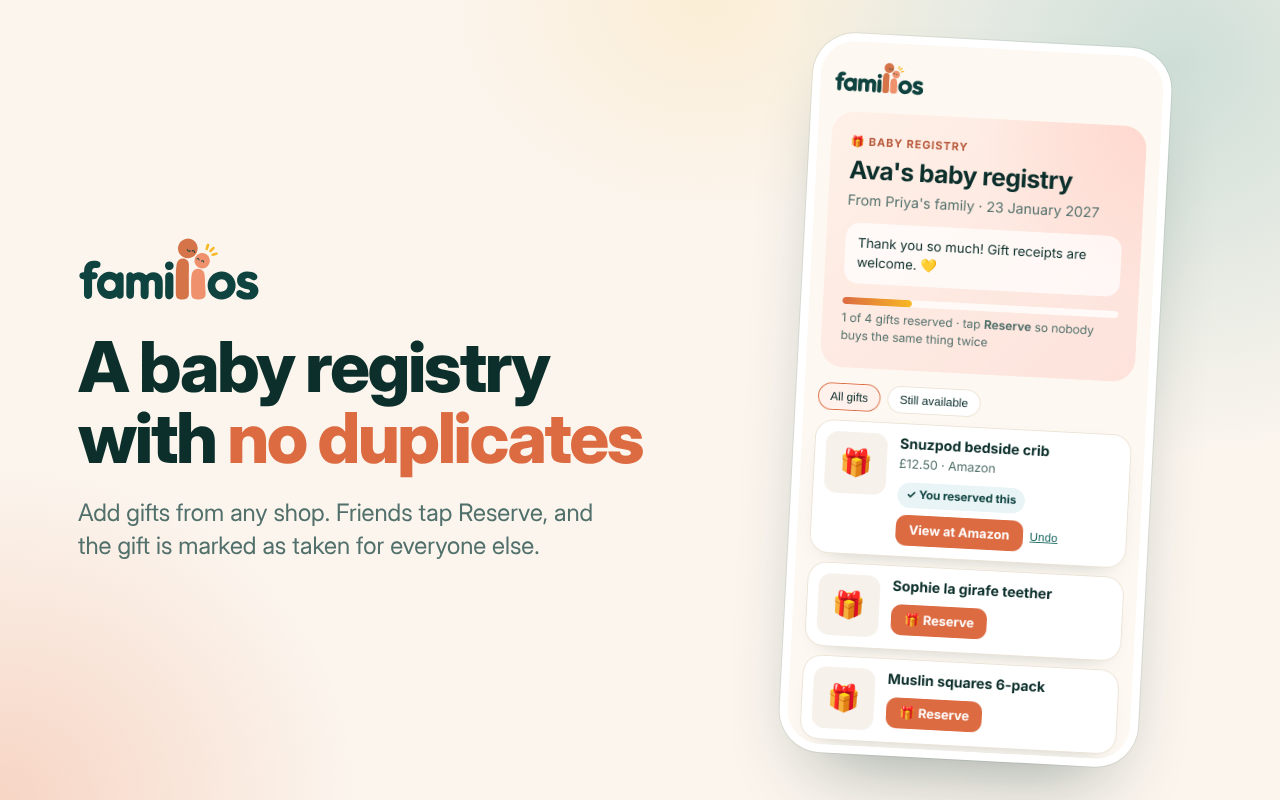 famillos
A baby registry
with no duplicates
Add gifts from any shop. Friends tap Reserve, and
the gift is marked as taken for everyone else.
famillos
🎁 BABY REGISTRY
Ava's baby registry
From Priya's family · 23 January 2027
Thank you so much! Gift receipts are
welcome. 💛
1 of 4 gifts reserved · tap Reserve so nobody
buys the same thing twice
All gifts
Still available
Snuzpod bedside crib
£12.50 · Amazon
✓ You reserved this
View at Amazon
Undo
Sophie la girafe teether
🎁 Reserve
Muslin squares 6-pack
🎁 Reserve